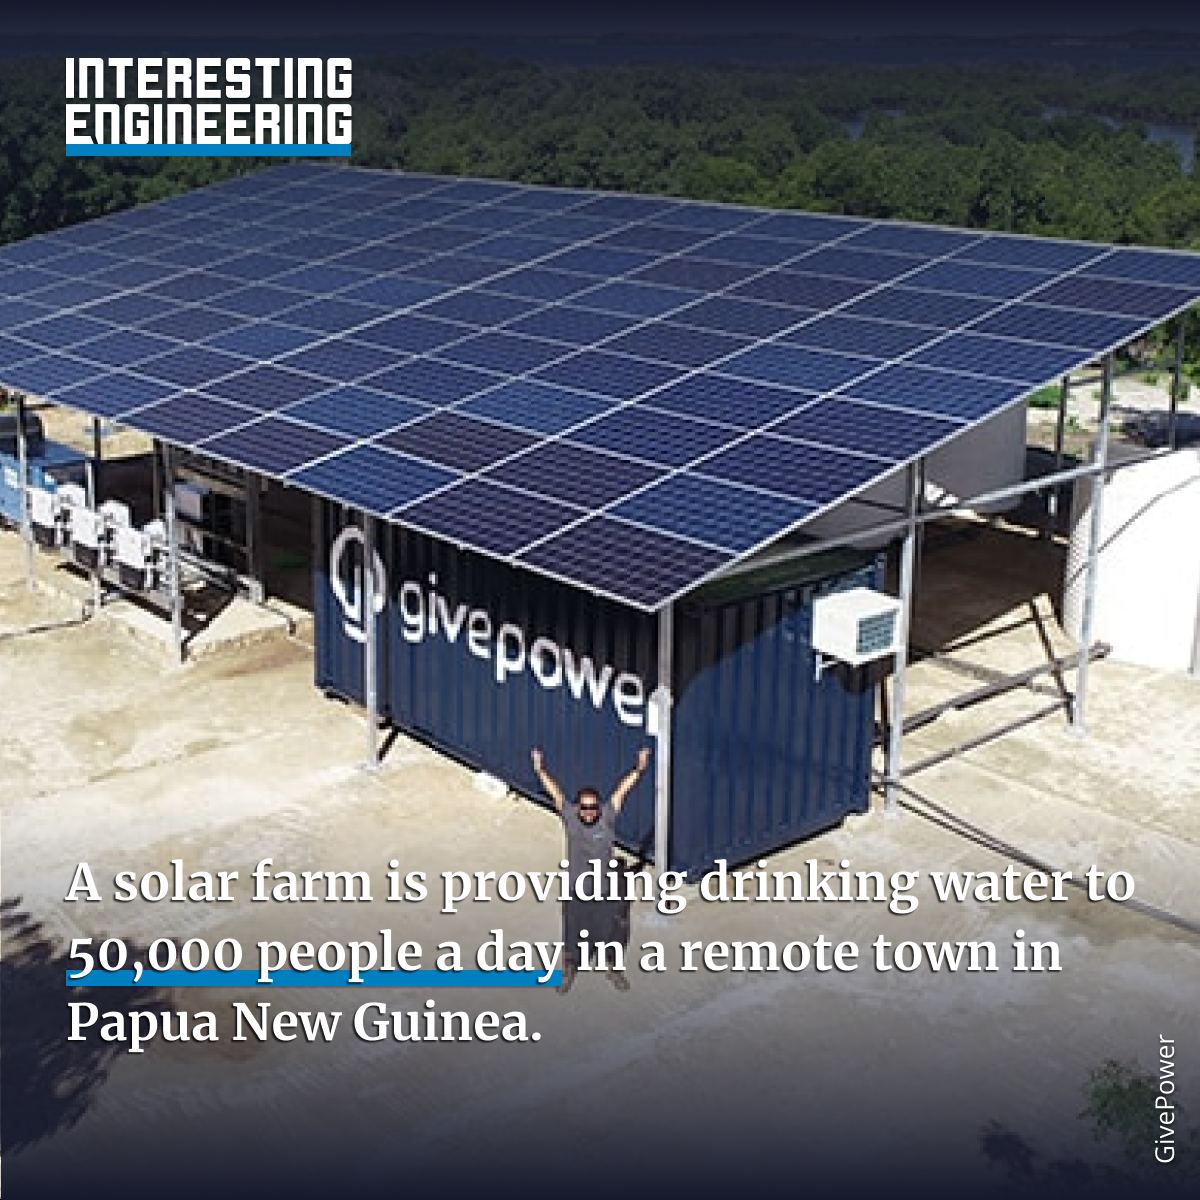 INTERESTING
ENGINEERING
givepower
A solar farm is providing drinking water to
50,000 people a day in a remote town in
Papua New Guinea.
GivePower